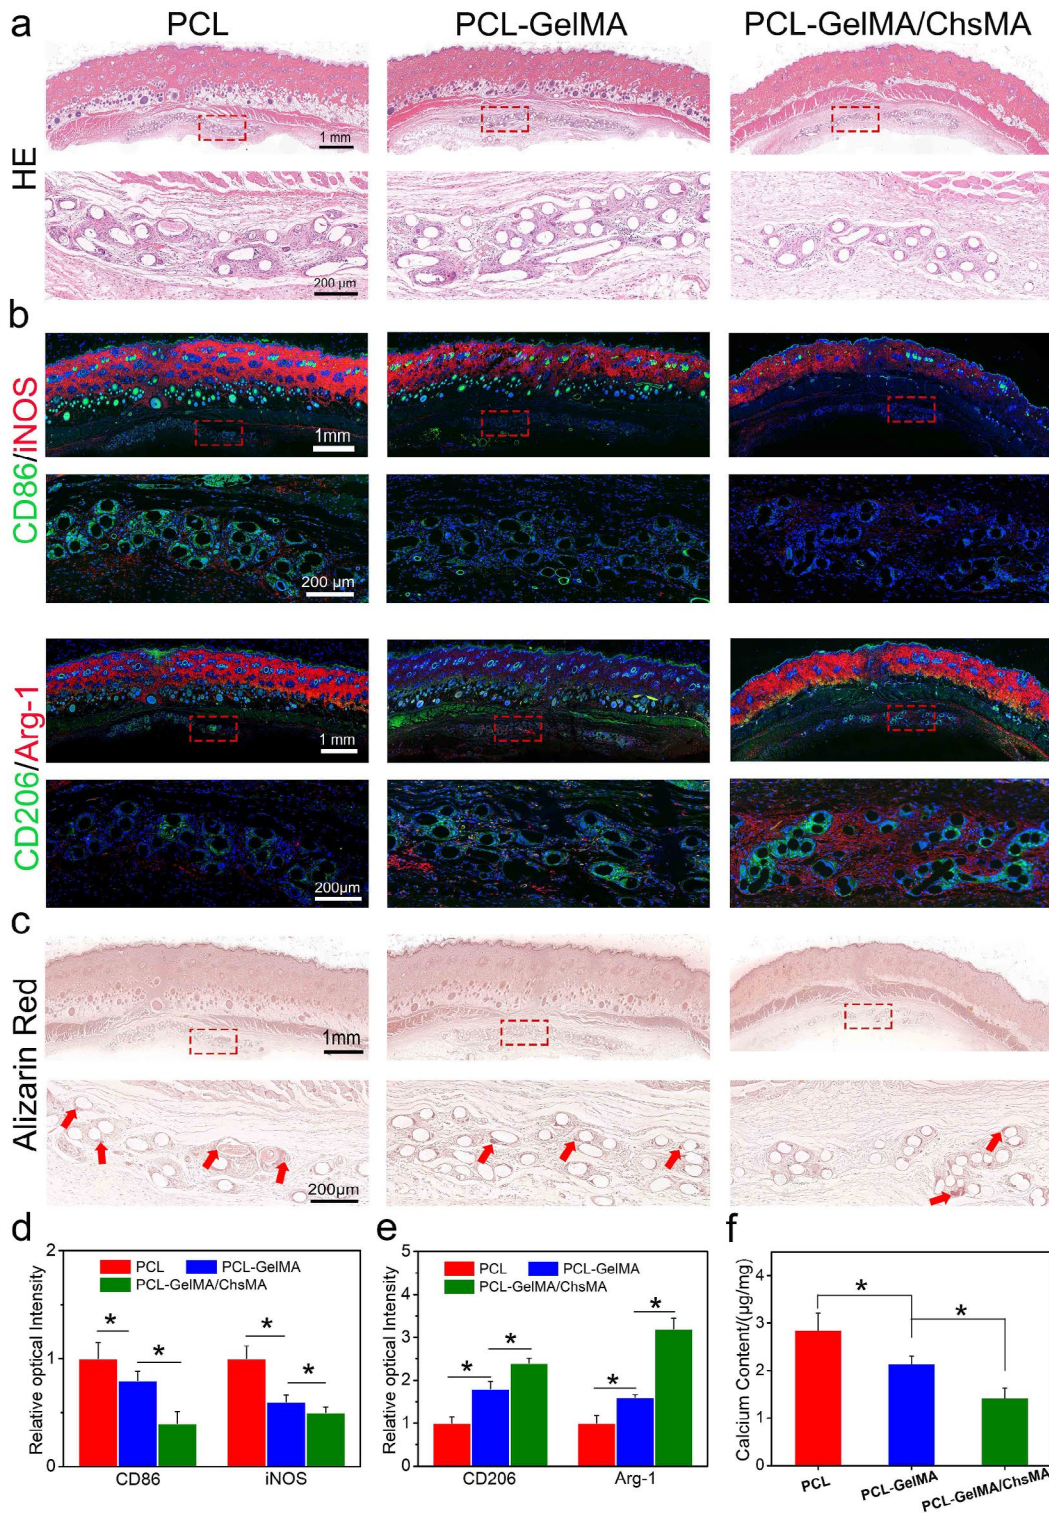 a
PCL
PCL-GelMA
PCL-GelMA/ChsMA
HE
1 mm
200 µm
b
CD86/iNOS
1mm
200 µm
CD206/Arg-1
1 mm
200µm
c
Alizarin Red
1mm
200µm
d
Relative optical Intensity
2
1
0
PCL
PCL-GelMA
PCL-GelMA/ChsMA
*
*
*
*
CD86
iNOS
e
Relative optical Intensity
5
4
3
2
1
0
PCL
PCL-GelMA
PCL-GelMA/ChsMA
*
*
*
*
CD206
Arg-1
f
Calcium Content/(µg/mg)
4
3
2
1
0
*
*
PCL
PCL-GelMA
PCL-GelMA/ChsMA